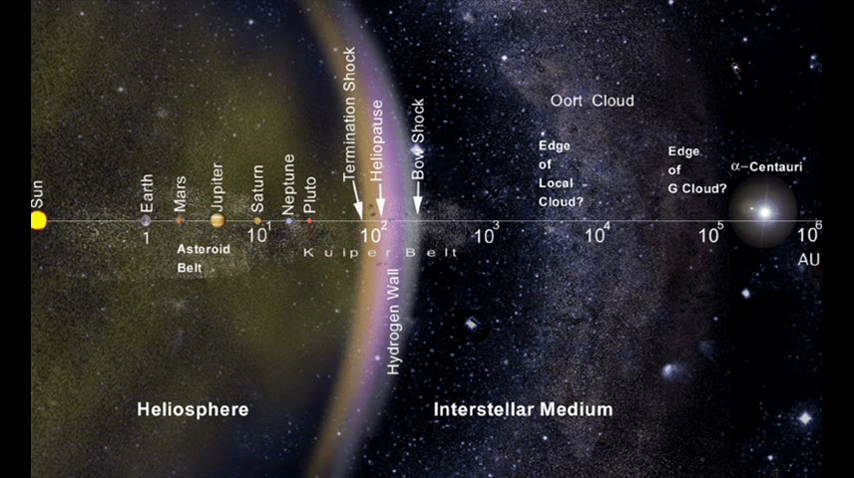 Sun
Earth
Mars
Jupiter
Saturn
Neptune
Pluto
Termination Shock
Heliopause
Bow Shock
Oort Cloud
Edge
of
Local
Cloud?
Edge
of
G Cloud?
α-Centauri
1
10¹
10²
10³
10⁴
10⁵
10⁶
AU
Asteroid
Belt
Kuiper Belt
Hydrogen Wall
Heliosphere
Interstellar Medium